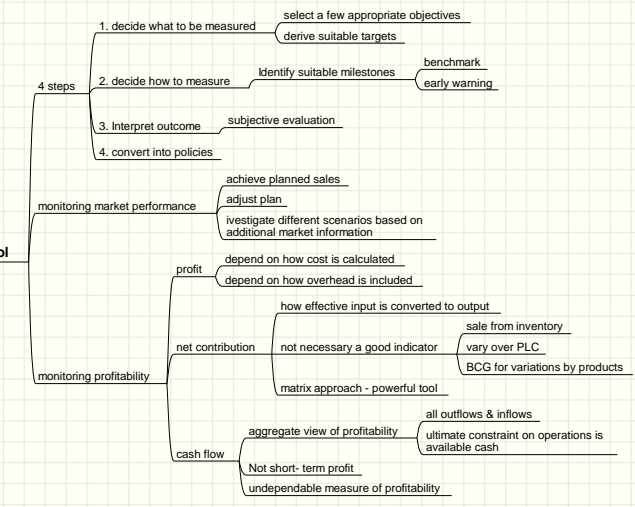 4 steps
1. decide what to be measured
select a few appropriate objectives
derive suitable targets
2. decide how to measure
Identify suitable milestones
benchmark
early warning
3. Interpret outcome
subjective evaluation
4. convert into policies
monitoring market performance
achieve planned sales
adjust plan
ivestigate different scenarios based on
additional market information
ol
monitoring profitability
profit
depend on how cost is calculated
depend on how overhead is included
net contribution
how effective input is converted to output
not necessary a good indicator
sale from inventory
vary over PLC
BCG for variations by products
matrix approach - powerful tool
cash flow
aggregate view of profitability
all outflows & inflows
ultimate constraint on operations is
available cash
Not short- term profit
undependable measure of profitability